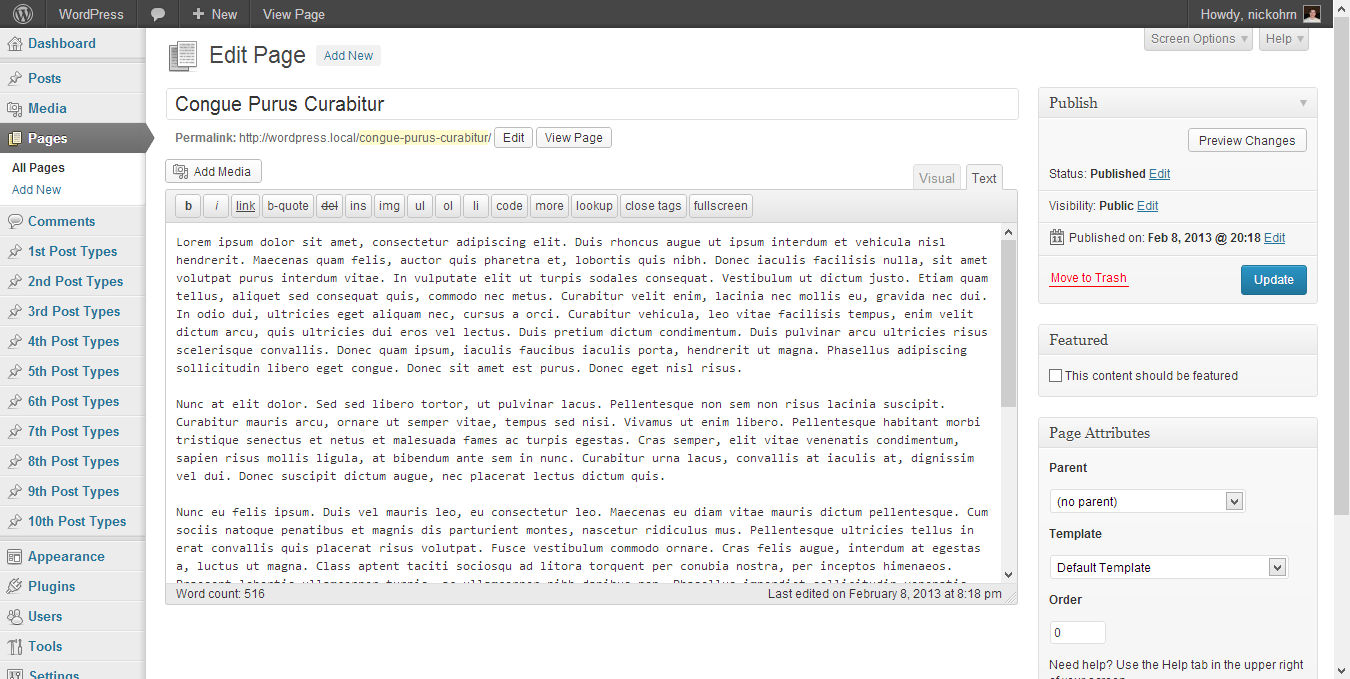 WordPress
New
View Page
Howdy, nickohrn
Dashboard
Posts
Media
Pages
All Pages
Add New
Comments
1st Post Types
2nd Post Types
3rd Post Types
4th Post Types
5th Post Types
6th Post Types
7th Post Types
8th Post Types
9th Post Types
10th Post Types
Appearance
Plugins
Users
Tools
Settings
Screen Options
Help
Edit Page Add New
Congue Purus Curabitur
Permalink: http://wordpress.local/congue-purus-curabitur/ Edit View Page
Add Media
Visual Text
b i link b-quote del ins img ul ol li code more lookup close tags fullscreen
Lorem ipsum dolor sit amet, consectetur adipiscing elit. Duis rhoncus augue ut ipsum interdum et vehicula nisl
hendrerit. Maecenas quam felis, auctor quis pharetra et, lobortis quis nibh. Donec iaculis facilisis nulla, sit amet
volutpat purus interdum vitae. In vulputate elit ut turpis sodales consequat. Vestibulum ut dictum justo. Etiam quam
tellus, aliquet sed consequat quis, commodo nec metus. Curabitur velit enim, lacinia nec mollis eu, gravida nec dui.
In odio dui, ultricies eget aliquam nec, cursus a orci. Curabitur vehicula, leo vitae facilisis tempus, enim velit
dictum arcu, quis ultricies dui eros vel lectus. Duis pretium dictum condimentum. Duis pulvinar arcu ultricies risus
scelerisque convallis. Donec quam ipsum, iaculis faucibus iaculis porta, hendrerit ut magna. Phasellus adipiscing
sollicitudin libero eget congue. Donec sit amet est purus. Donec eget nisl risus.
Nunc at elit dolor. Sed sed libero tortor, ut pulvinar lacus. Pellentesque non sem non risus lacinia suscipit.
Curabitur mauris arcu, ornare ut semper vitae, tempus sed nisi. Vivamus ut enim libero. Pellentesque habitant morbi
tristique senectus et netus et malesuada fames ac turpis egestas. Cras semper, elit vitae venenatis condimentum,
sapien risus mollis ligula, at bibendum ante sem in nunc. Curabitur urna lacus, convallis at iaculis at, dignissim
vel dui. Donec suscipit dictum augue, nec placerat lectus dictum quis.
Nunc eu felis ipsum. Duis vel mauris leo, eu consectetur leo. Maecenas eu diam vitae mauris dictum pellentesque. Cum
sociis natoque penatibus et magnis dis parturient montes, nascetur ridiculus mus. Pellentesque ultricies tellus in
erat convallis quis placerat risus volutpat. Fusce vestibulum commodo ornare. Cras felis augue, interdum at egestas
a, luctus ut magna. Class aptent taciti sociosqu ad litora torquent per conubia nostra, per inceptos himenaeos.
Word count: 516
Last edited on February 8, 2013 at 8:18 pm
Publish
Preview Changes
Status: Published Edit
Visibility: Public Edit
11 Published on: Feb 8, 2013 @ 20:18 Edit
Move to Trash
Update
Featured
This content should be featured
Page Attributes
Parent
(no parent)
Template
Default Template
Order
0
Need help? Use the Help tab in the upper right